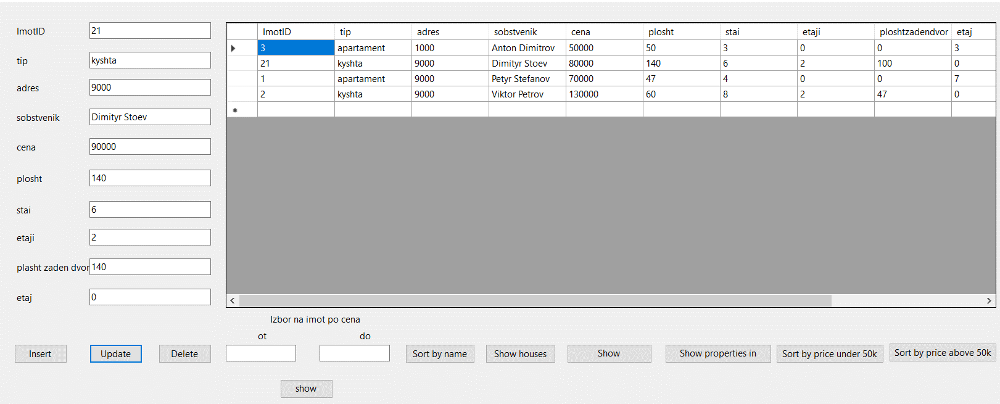 ImotID 21
tip kyshta
adres 9000
sobstvenik Dimityr Stoev
cena 90000
plosht 140
stai 6
etaji 2
plasht zaden dvor 140
etaj 0
ImotID tip adres sobstvenik cena plosht stai etaji ploshtzadendvor etaj
3 apartament 1000 Anton Dimitrov 50000 50 3 0 0 3
21 kyshta 9000 Dimityr Stoev 80000 140 6 2 100 0
1 apartament 9000 Petyr Stefanov 70000 47 4 0 0 7
2 kyshta 9000 Viktor Petrov 130000 60 8 2 47 0
Izbor na imot po cena
ot do
Insert Update Delete Sort by name Show houses Show Show properties in Sort by price under 50k Sort by price above 50k
show